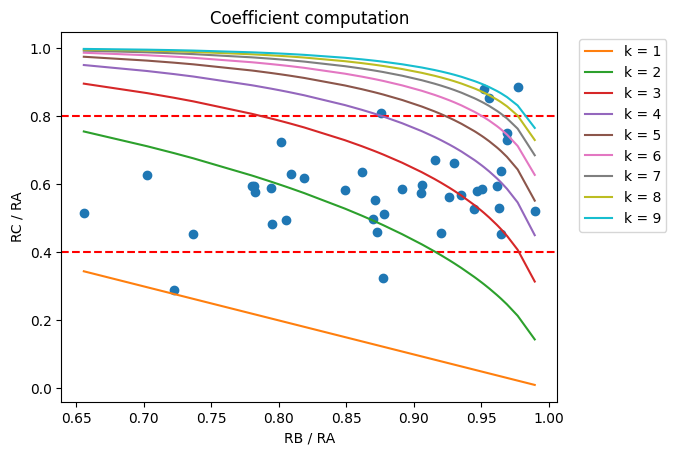 Coefficient computation
RC / RA
1.0
0.8
0.6
0.4
0.2
0.0
0.65
0.70
0.75
0.80
0.85
0.90
0.95
1.00
RB / RA
k = 1
k = 2
k = 3
k = 4
k = 5
k = 6
k = 7
k = 8
k = 9